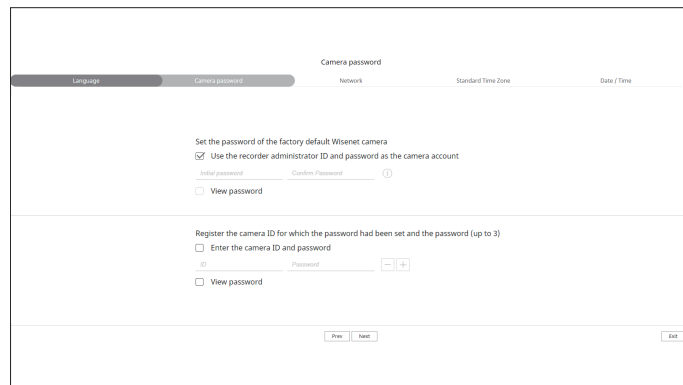 Camera password
Language Camera password Network Standard Time Zone Date / Time
Set the password of the factory default Wisenet camera
Use the recorder administrator ID and password as the camera account
Initial password Confirm Password
View password
Register the camera ID for which the password had been set and the password (up to 3)
Enter the camera ID and password
ID Password
View password
Prev Next Exit